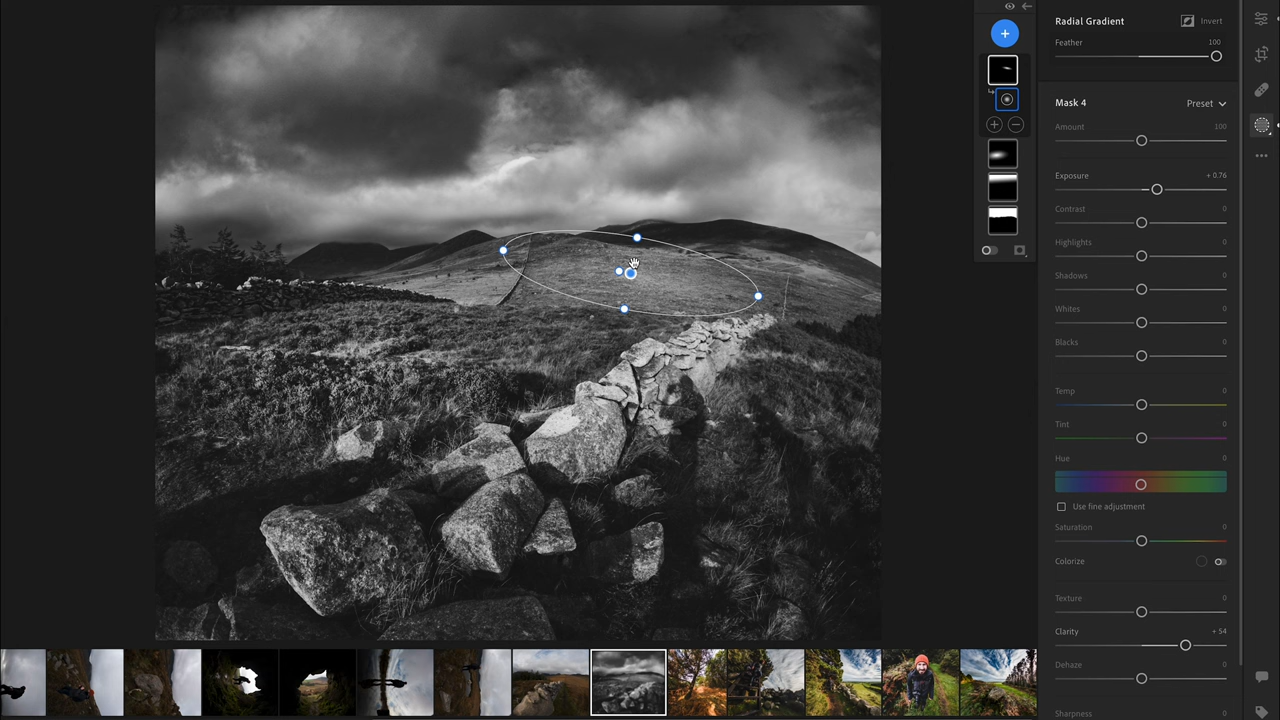 Radial Gradient
Invert
Feather 100
Mask 4 Preset
Amount 100
Exposure + 0.76
Contrast 0
Highlights 0
Shadows 0
Whites 0
Blacks 0
Temp 0
Tint 0
Hue 0
Use fine adjustment
Saturation 0
Colorize
Texture 0
Clarity + 54
Dehaze 0
Sharpness 0